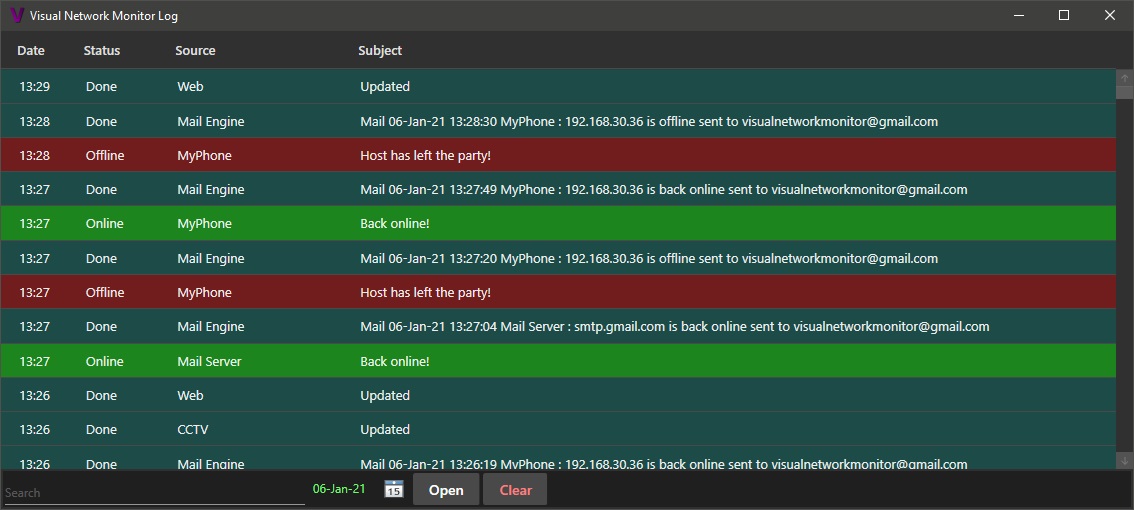 Visual Network Monitor Log
Date Status Source Subject
13:29 Done Web Updated
13:28 Done Mail Engine Mail 06-Jan-21 13:28:30 MyPhone : 192.168.30.36 is offline sent to visualnetworkmonitor@gmail.com
13:28 Offline MyPhone Host has left the party!
13:27 Done Mail Engine Mail 06-Jan-21 13:27:49 MyPhone : 192.168.30.36 is back online sent to visualnetworkmonitor@gmail.com
13:27 Online MyPhone Back online!
13:27 Done Mail Engine Mail 06-Jan-21 13:27:20 MyPhone : 192.168.30.36 is offline sent to visualnetworkmonitor@gmail.com
13:27 Offline MyPhone Host has left the party!
13:27 Done Mail Engine Mail 06-Jan-21 13:27:04 Mail Server : smtp.gmail.com is back online sent to visualnetworkmonitor@gmail.com
13:27 Online Mail Server Back online!
13:26 Done Web Updated
13:26 Done CCTV Updated
13:26 Done Mail Engine Mail 06-Jan-21 13:26:19 MyPhone : 192.168.30.36 is back online sent to visualnetworkmonitor@gmail.com
Search 06-Jan-21 15 Open Clear